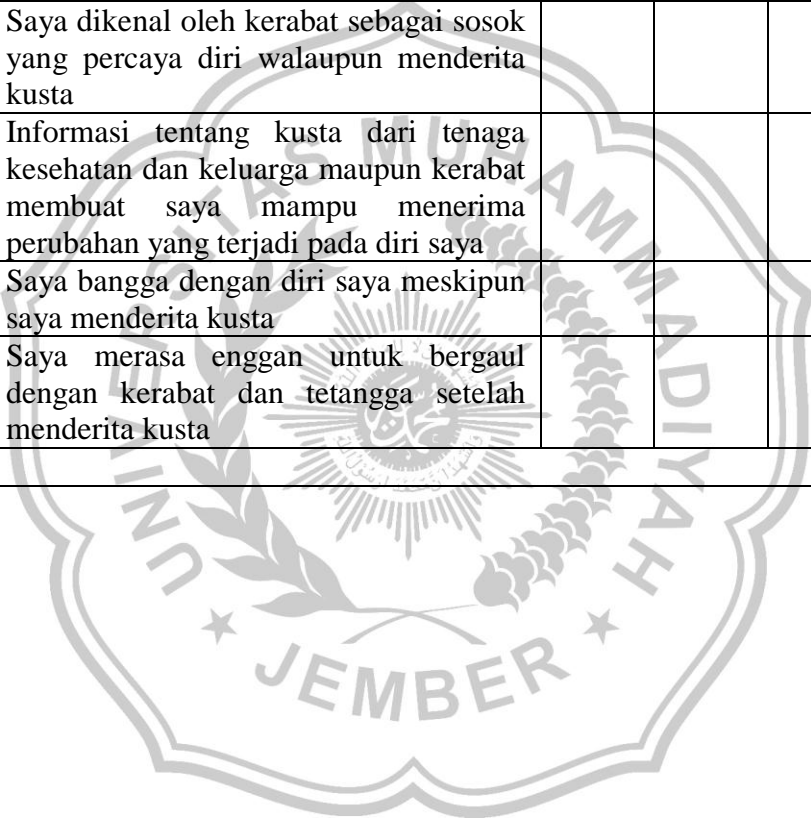 Saya dikenal oleh kerabat sebagai sosok
yang percaya diri walaupun menderita
kusta
Informasi tentang kusta dari tenaga
kesehatan dan keluarga maupun kerabat
membuat saya mampu menerima
perubahan yang terjadi pada diri saya
Saya bangga dengan diri saya meskipun
saya menderita kusta
Saya merasa enggan untuk bergaul
dengan kerabat dan tetangga setelah
menderita kusta
UNIVERSITAS MUHAMMADIYAH
JEMBER